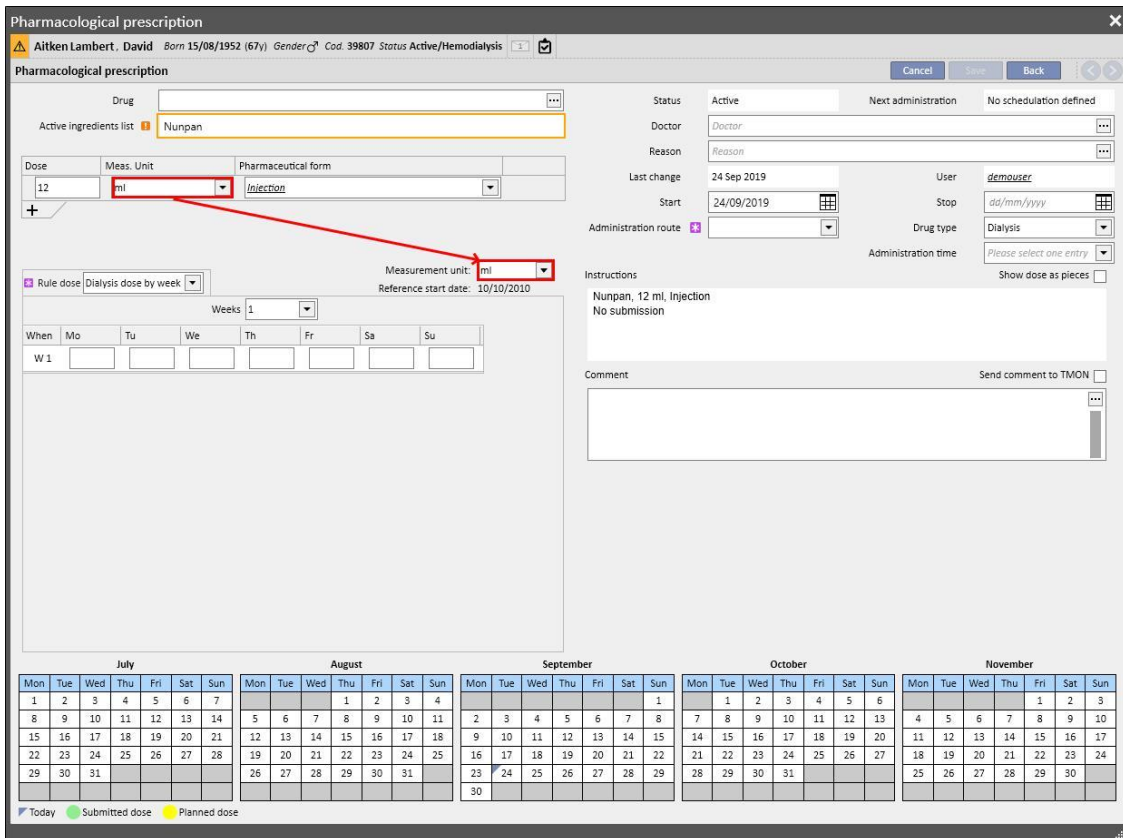 Pharmacological prescription
Aitken Lambert, David Born 15/08/1952 (67y) Gender♂ Cod. 39807 Status Active/Hemodialysis 1
Pharmacological prescription Cancel Save Back
Drug
Active ingredients list Nunpan
Dose Meas. Unit Pharmaceutical form
12 ml Injection
+
Measurement unit: ml
Rule dose Dialysis dose by week
Reference start date: 10/10/2010
Weeks 1
When Mo Tu We Th Fr Sa Su
W 1
Status Active Next administration No schedulation defined
Doctor Doctor
Reason Reason
Last change 24 Sep 2019 User demouser
Start 24/09/2019 Stop dd/mm/yyyy
Administration route Drug type Dialysis
Administration time Please select one entry
Instructions Show dose as pieces
Nunpan, 12 ml, Injection
No submission
Comment Send comment to TMON
July August September October November
Mon Tue Wed Thu Fri Sat Sun Mon Tue Wed Thu Fri Sat Sun Mon Tue Wed Thu Fri Sat Sun Mon Tue Wed Thu Fri Sat Sun Mon Tue Wed Thu Fri Sat Sun
1 2 3 4 5 6 7 1 2 3 4 1 1 2 3 4 5 6 1 2 3
8 9 10 11 12 13 14 5 6 7 8 9 10 11 2 3 4 5 6 7 8 7 8 9 10 11 12 13 4 5 6 7 8 9 10
15 16 17 18 19 20 21 12 13 14 15 16 17 18 9 10 11 12 13 14 15 14 15 16 17 18 19 20 11 12 13 14 15 16 17
22 23 24 25 26 27 28 19 20 21 22 23 24 25 16 17 18 19 20 21 22 21 22 23 24 25 26 27 18 19 20 21 22 23 24
29 30 31 26 27 28 29 30 31 23 24 25 26 27 28 29 28 29 30 31 25 26 27 28 29 30
30
Today Submitted dose Planned dose